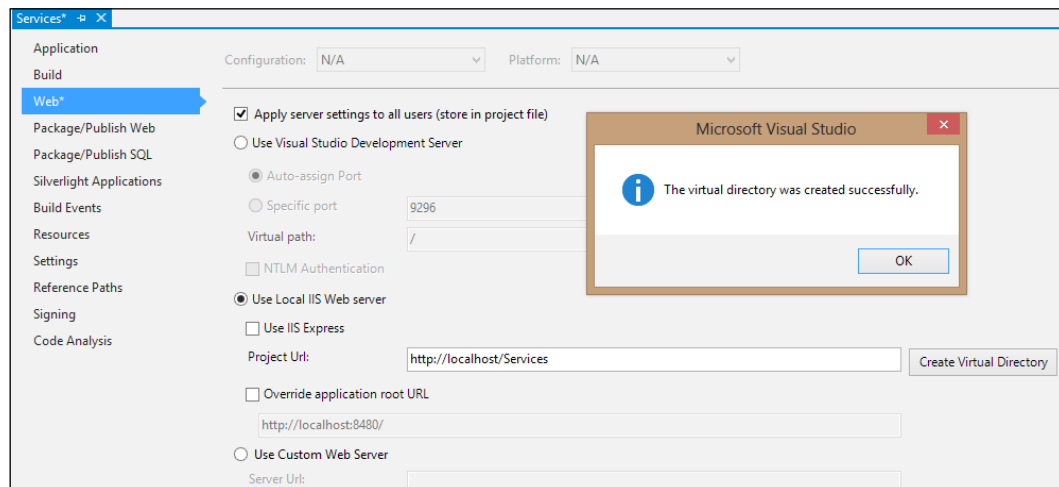 Services*
Application
Build
Web*
Package/Publish Web
Package/Publish SQL
Silverlight Applications
Build Events
Resources
Settings
Reference Paths
Signing
Code Analysis
Configuration: N/A Platform: N/A
Apply server settings to all users (store in project file)
Use Visual Studio Development Server
Auto-assign Port
Specific port 9296
Virtual path: /
NTLM Authentication
Use Local IIS Web server
Use IIS Express
Project Url: http://localhost/Services Create Virtual Directory
Override application root URL
http://localhost:8480/
Use Custom Web Server
Server Url:
Microsoft Visual Studio
The virtual directory was created successfully.
OK